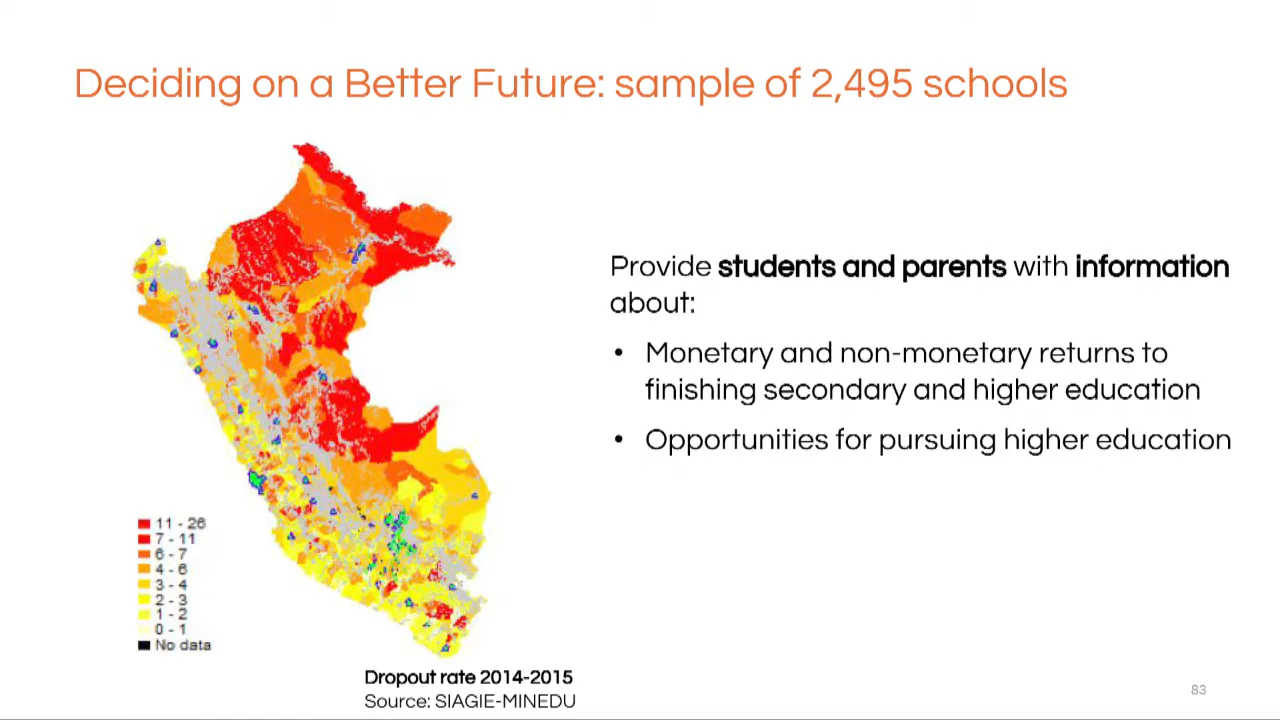 Deciding on a Better Future: sample of 2,495 schools
Provide students and parents with information
about:
• Monetary and non-monetary returns to
finishing secondary and higher education
• Opportunities for pursuing higher education
11 - 26
7 - 11
6 - 7
4 - 6
3 - 4
2 - 3
1 - 2
0 - 1
No data
Dropout rate 2014-2015
Source: SIAGIE-MINEDU
83